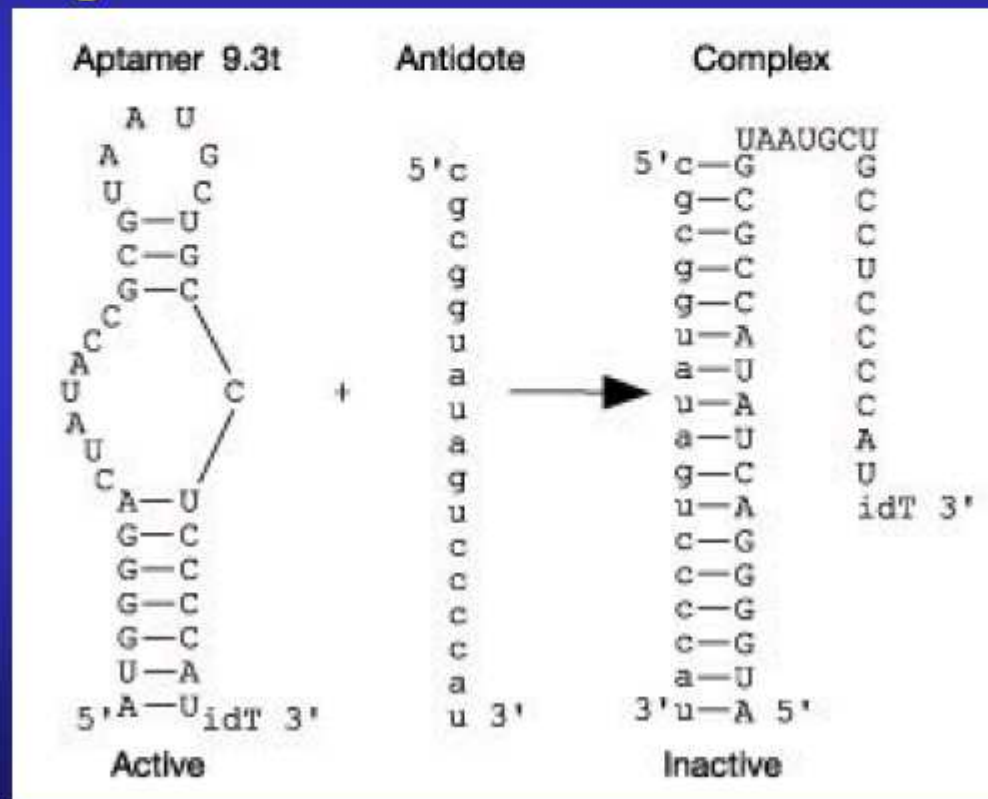 Aptamer 9.3t
A U
A G
U C
G—U
C—G
G—C
C
C
A
U C
A
U
C
A—U
G—C
G—C
G—C
G—C
U—A
5'A—U idT 3'
Active
+
Antidote
5'c
g
c
g
g
u
a
u
a
g
u
c
c
c
c
a
u 3'
Complex
UAAUGCU
5'c—G G
g—C C
c—G C
g—C U
g—C C
u—A C
a—U C
u—A C
a—U A
g—C U
u—A idT 3'
c—G
c—G
c—G
c—G
a—U
3'u—A 5'
Inactive